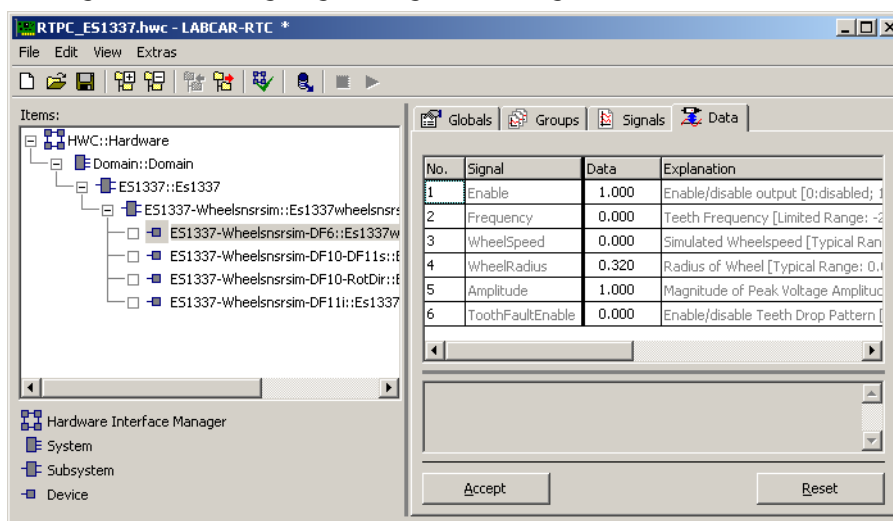 RTPC_ES1337.hwc - LABCAR-RTC *
File Edit View Extras
Items:
HWC::Hardware
Domain::Domain
ES1337::Es1337
ES1337-Wheelsnsrsim::Es1337wheelsnsrs
ES1337-Wheelsnsrsim-DF6::Es1337w
ES1337-Wheelsnsrsim-DF10-DF11s::E
ES1337-Wheelsnsrsim-DF10-RotDir::E
ES1337-Wheelsnsrsim-DF11i::Es1337
Hardware Interface Manager
System
Subsystem
Device
Globals Groups Signals Data
No. Signal Data Explanation
1 Enable 1.000 Enable/disable output [0:disabled; 1
2 Frequency 0.000 Teeth Frequency [Limited Range: -2
3 WheelSpeed 0.000 Simulated Wheelspeed [Typical Ran
4 WheelRadius 0.320 Radius of Wheel [Typical Range: 0.
5 Amplitude 1.000 Magnitude of Peak Voltage Amplituc
6 ToothFaultEnable 0.000 Enable/disable Teeth Drop Pattern [
Accept Reset